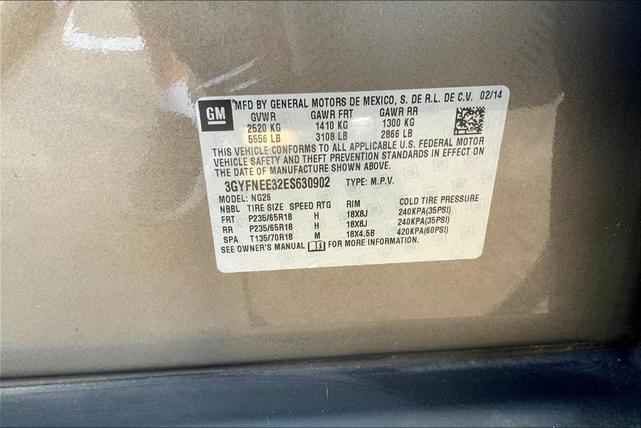 GM
MFD BY GENERAL MOTORS DE MEXICO, S. DE R.L. DE C.V. 02/14
GVWR GAWR FRT GAWR RR
2520 KG 1410 KG 1300 KG
5556 LB 3108 LB 2866 LB
THIS VEHICLE CONFORMS TO ALL APPLICABLE U.S. FEDERAL MOTOR
VEHICLE SAFETY AND THEFT PREVENTION STANDARDS IN EFFECT
ON THE DATE OF MANUFACTURE SHOWN ABOVE.
3GYFNEE32ES630902 TYPE: M.P.V.
MODEL: NG26
NBBL TIRE SIZE SPEED RTG RIM COLD TIRE PRESSURE
FRT P235/65R18 H 18X8J 240KPA(35PSI)
RR P235/65R18 H 18X8J 240KPA(35PSI)
SPA T135/70R18 M 18X4.5B 420KPA(60PSI)
SEE OWNER'S MANUAL FOR MORE INFORMATION.